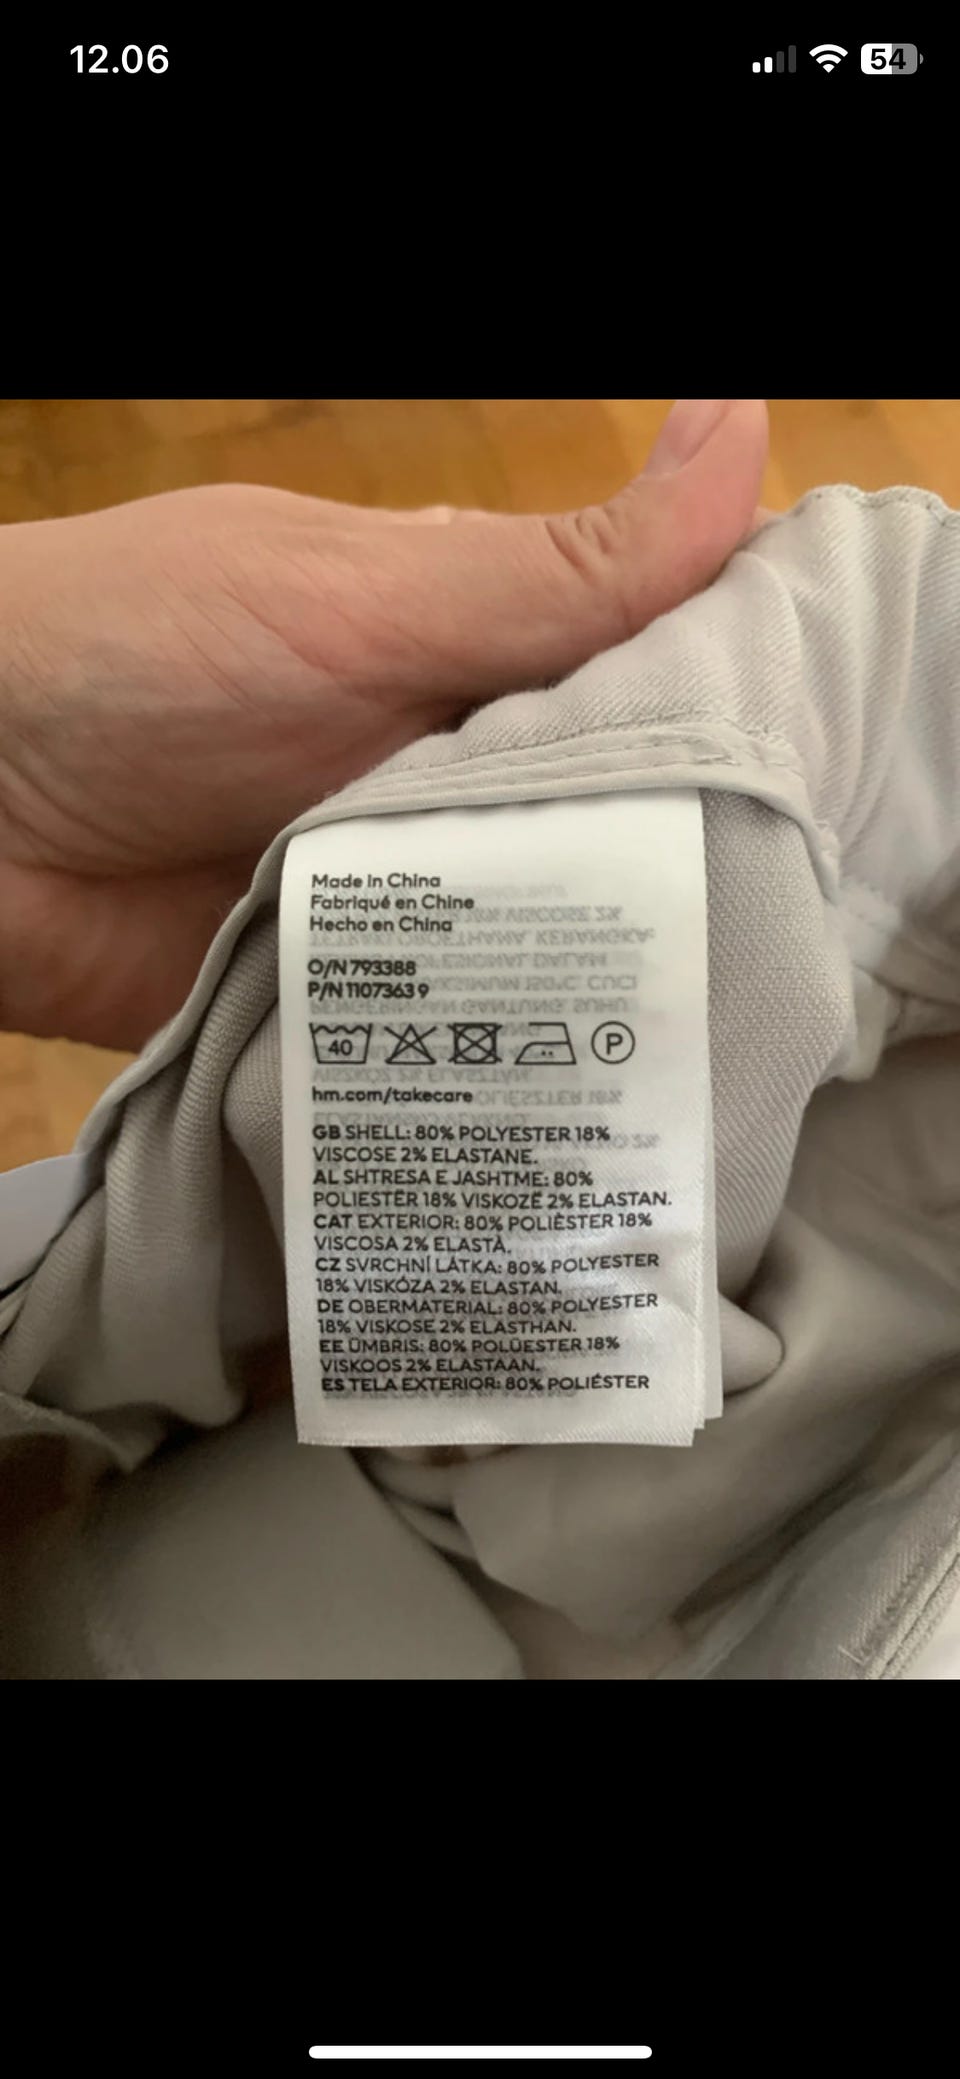 12.06
54
Made in China
Fabriqué en Chine
Hecho en China
O/N 793388
P/N 11073639
40
P
hm.com/takecare
GB SHELL: 80% POLYESTER 18%
VISCOSE 2% ELASTANE.
AL SHTRESA E JASHTME: 80%
POLIESTËR 18% VISKOZË 2% ELASTAN.
CAT EXTERIOR: 80% POLIÈSTER 18%
VISCOSA 2% ELASTÀ.
CZ SVRCHNÍ LÁTKA: 80% POLYESTER
18% VISKÓZA 2% ELASTAN.
DE OBERMATERIAL: 80% POLYESTER
18% VISKOSE 2% ELASTHAN.
EE ÜMBRIS: 80% POLÜESTER 18%
VISKOOS 2% ELASTAAN.
ES TELA EXTERIOR: 80% POLIÉSTER